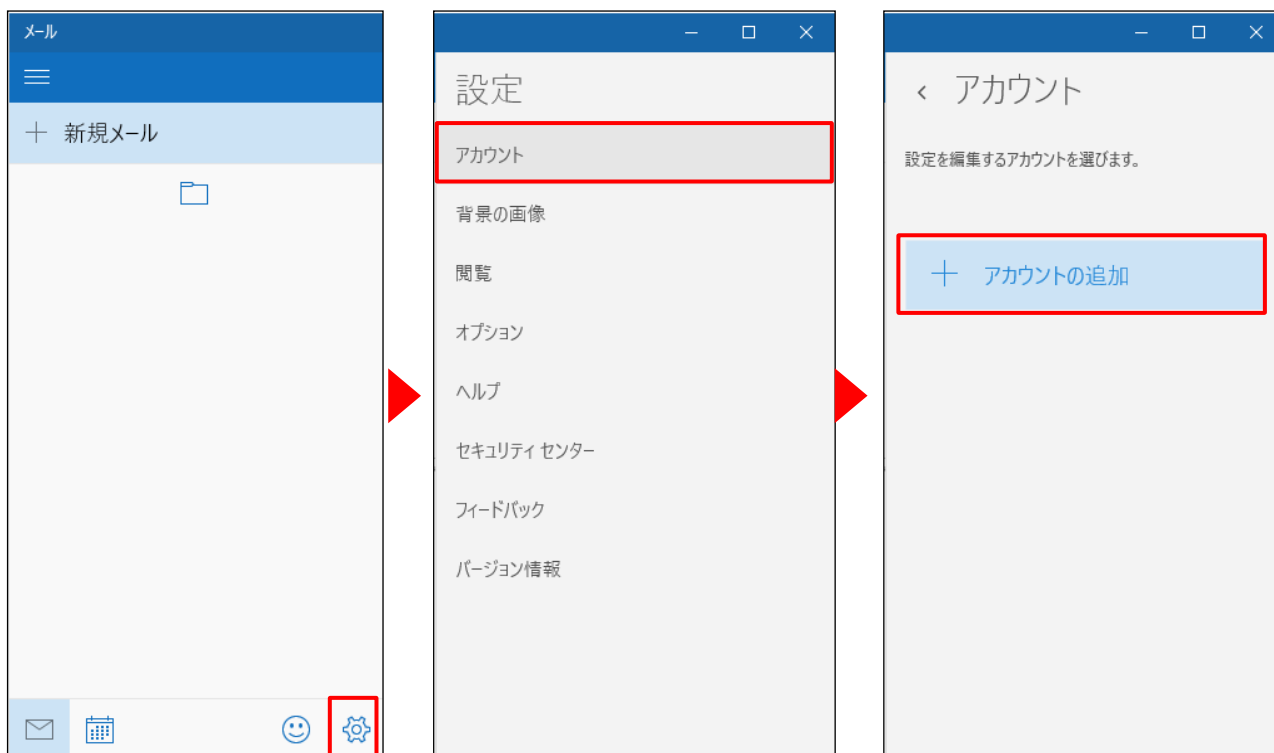 メール
新規メール
設定
アカウント
背景の画像
閲覧
オプション
ヘルプ
セキュリティ センター
フィードバック
バージョン情報
アカウント
設定を編集するアカウントを選びます。
アカウントの追加